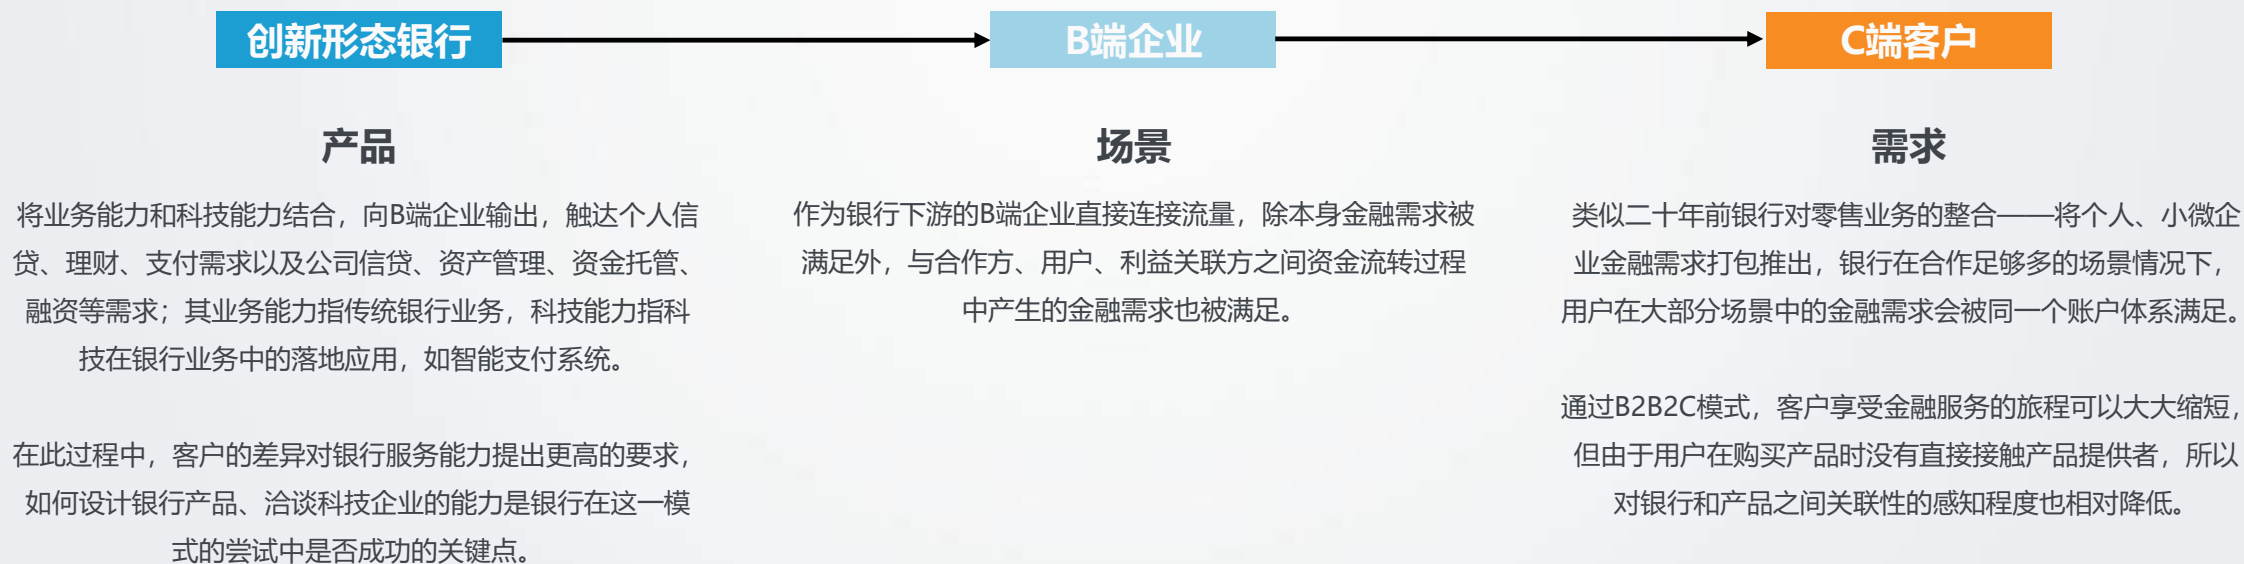 创新形态银行
B端企业
C端客户
产品
将业务能力和科技能力结合，向B端企业输出，触达个人信
贷、理财、支付需求以及公司信贷、资产管理、资金托管、
融资等需求；其业务能力指传统银行业务，科技能力指科
技在银行业务中的落地应用，如智能支付系统。
在此过程中，客户的差异对银行服务能力提出更高的要求，
如何设计银行产品、洽谈科技企业的能力是银行在这一模
式的尝试中是否成功的关键点。
场景
作为银行下游的B端企业直接连接流量，除本身金融需求被
满足外，与合作方、用户、利益关联方之间资金流转过程
中产生的金融需求也被满足。
需求
类似二十年前银行对零售业务的整合——将个人、小微企
业金融需求打包推出，银行在合作足够多的场景情况下，
用户在大部分场景中的金融需求会被同一个账户体系满足。
通过B2B2C模式，客户享受金融服务的旅程可以大大缩短，
但由于用户在购买产品时没有直接接触产品提供者，所以
对银行和产品之间关联性的感知程度也相对降低。